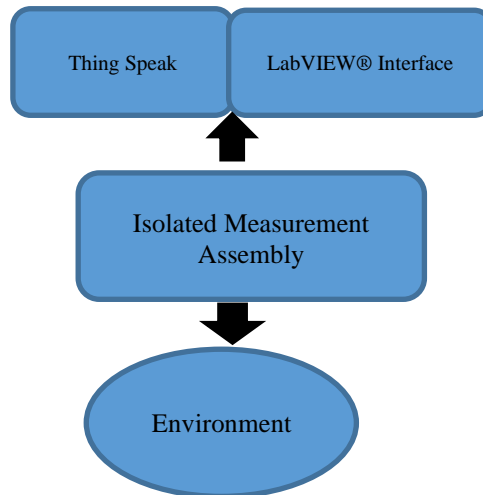 Thing Speak
LabVIEW® Interface
Isolated Measurement
Assembly
Environment